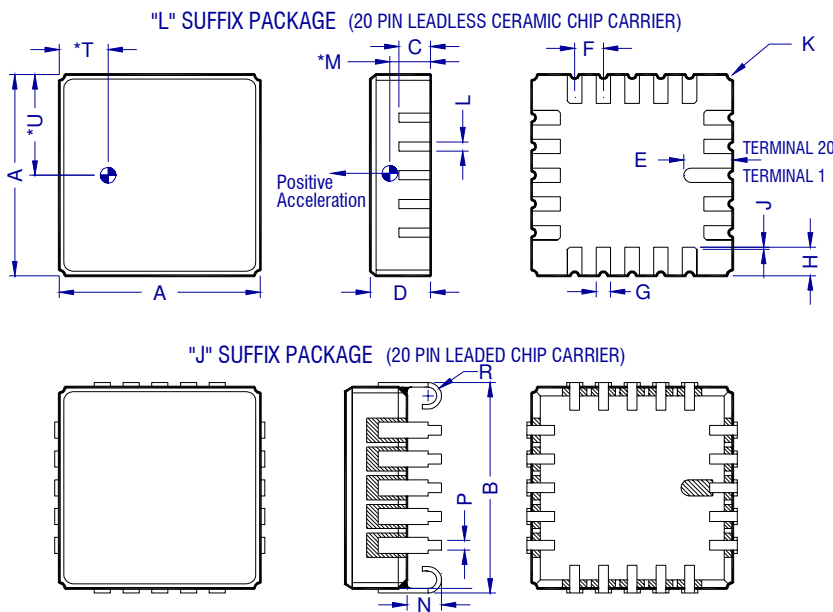 "L" SUFFIX PACKAGE (20 PIN LEADLESS CERAMIC CHIP CARRIER)
*T
C
F
K
*M
L
*U
A
E
TERMINAL 20
Positive
Acceleration
TERMINAL 1
J
H
A
D
G
"J" SUFFIX PACKAGE (20 PIN LEADED CHIP CARRIER)
R
B
P
N